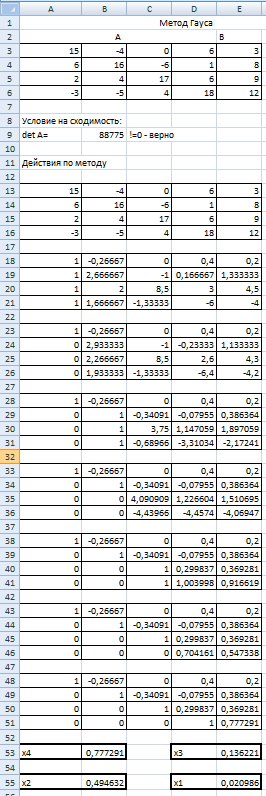 A B C D E
1 Метод Гауса
2 A B
3 15 -4 0 6 3
4 6 16 -6 1 8
5 2 4 17 6 9
6 -3 -5 4 18 12
7
8 Условие на сходимость:
9 det A= 88775 !=0 - верно
10
11 Действия по методу
12
13 15 -4 0 6 3
14 6 16 -6 1 8
15 2 4 17 6 9
16 -3 -5 4 18 12
17
18 1 -0,26667 0 0,4 0,2
19 1 2,666667 -1 0,166667 1,333333
20 1 2 8,5 3 4,5
21 1 1,666667 -1,33333 -6 -4
22
23 1 -0,26667 0 0,4 0,2
24 0 2,933333 -1 -0,23333 1,133333
25 0 2,266667 8,5 2,6 4,3
26 0 1,933333 -1,33333 -6,4 -4,2
27
28 1 -0,26667 0 0,4 0,2
29 0 1 -0,34091 -0,07955 0,386364
30 0 1 3,75 1,147059 1,897059
31 0 1 -0,68966 -3,31034 -2,17241
32
33 1 -0,26667 0 0,4 0,2
34 0 1 -0,34091 -0,07955 0,386364
35 0 0 4,090909 1,226604 1,510695
36 0 0 -4,43966 -4,4574 -4,06947
37
38 1 -0,26667 0 0,4 0,2
39 0 1 -0,34091 -0,07955 0,386364
40 0 0 1 0,299837 0,369281
41 0 0 1 1,003998 0,916619
42
43 1 -0,26667 0 0,4 0,2
44 0 1 -0,34091 -0,07955 0,386364
45 0 0 1 0,299837 0,369281
46 0 0 0 0,704161 0,547338
47
48 1 -0,26667 0 0,4 0,2
49 0 1 -0,34091 -0,07955 0,386364
50 0 0 1 0,299837 0,369281
51 0 0 0 1 0,777291
52
53 x4 0,777291 x3 0,136221
54
55 x2 0,494632 x1 0,020986